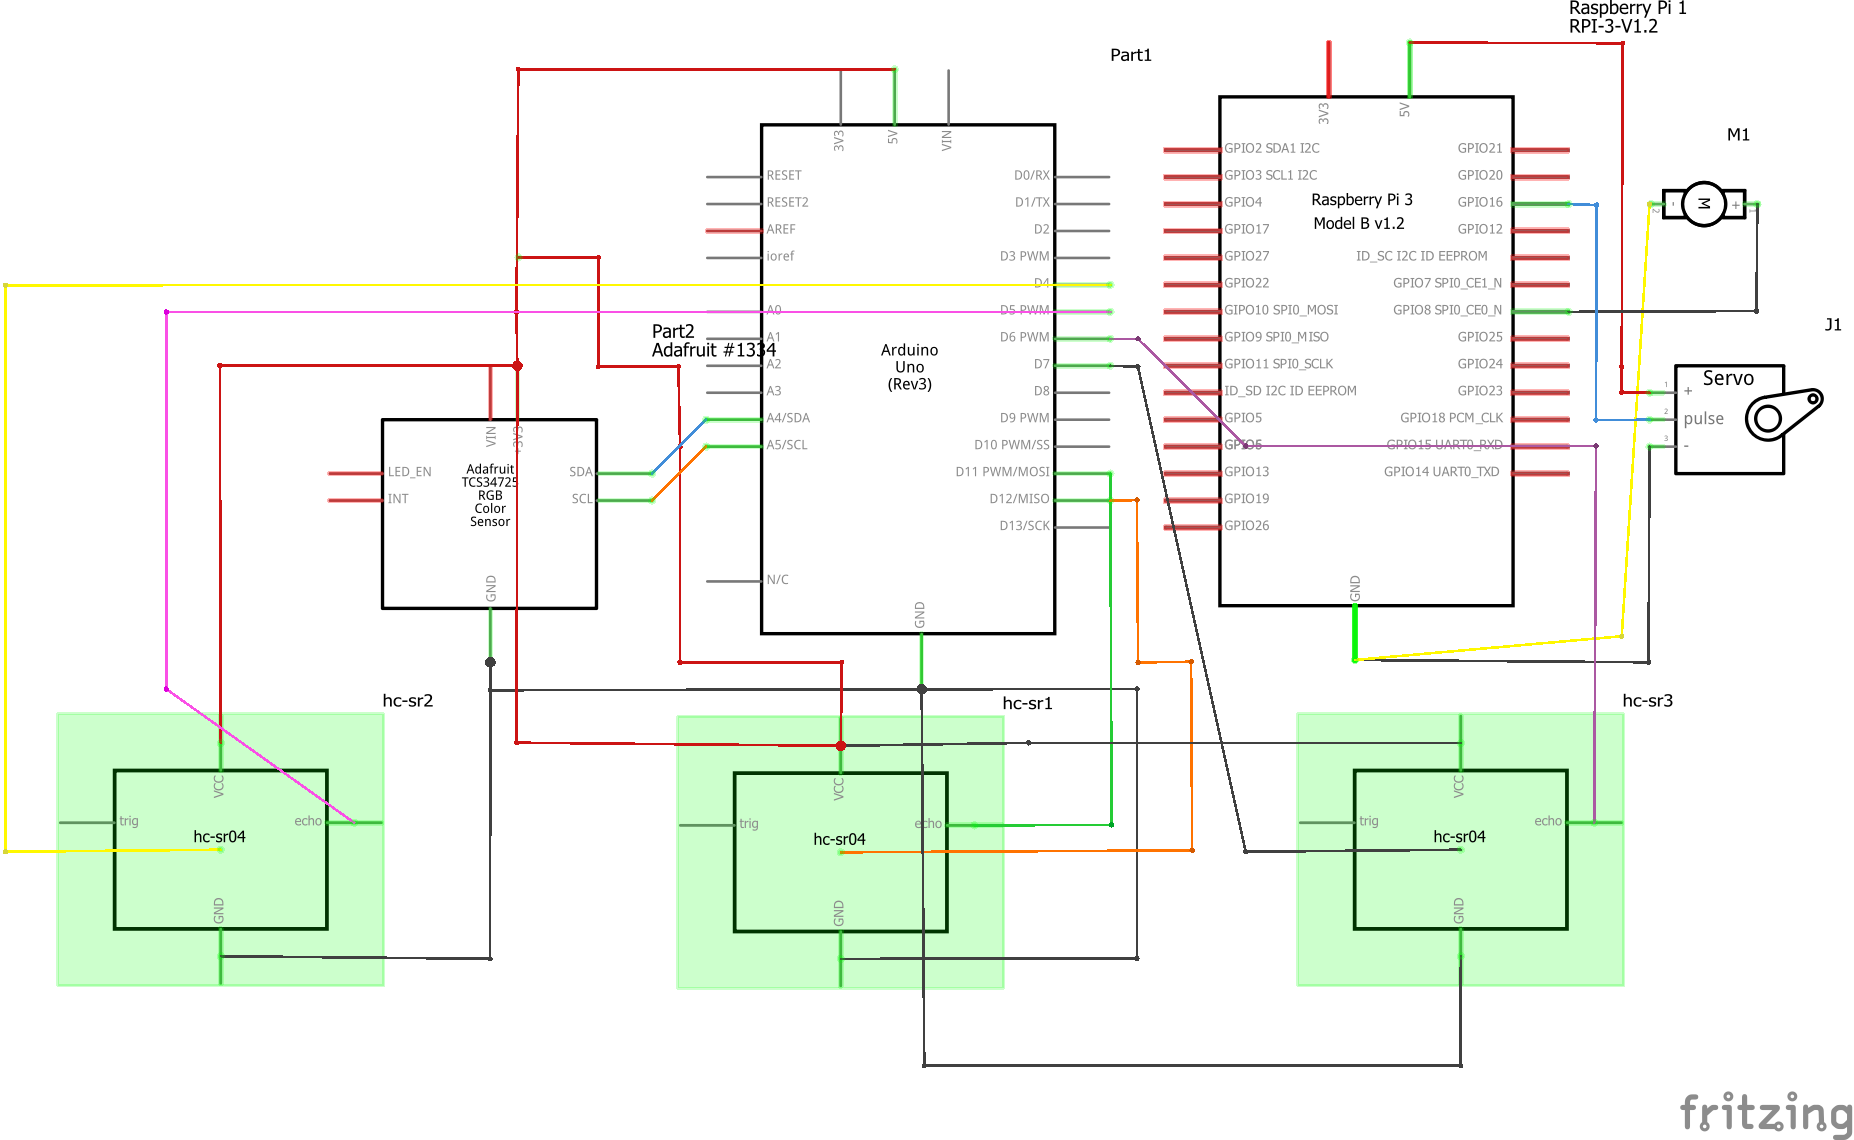 Raspberry Pi 1
RPI-3-V1.2
Part1
M1
J1
3V3
5V
VIN
RESET
RESET2
AREF
ioref
A0
A1
A2
A3
A4/SDA
A5/SCL
N/C
D0/RX
D1/TX
D2
D3 PWM
D4
D5 PWM
D6 PWM
D7
D8
D9 PWM
D10 PWM/SS
D11 PWM/MOSI
D12/MISO
D13/SCK
GND
Arduino
Uno
(Rev3)
3V3
5V
GPIO2 SDA1 I2C
GPIO3 SCL1 I2C
GPIO4
GPIO17
GPIO27
GPIO22
GIPO10 SPI0_MOSI
GPIO9 SPI0_MISO
GPIO11 SPI0_SCLK
ID_SD I2C ID EEPROM
GPIO5
GPIO6
GPIO13
GPIO19
GPIO26
Raspberry Pi 3
Model B v1.2
GPIO21
GPIO20
GPIO16
GPIO12
ID_SC I2C ID EEPROM
GPIO7 SPI0_CE1_N
GPIO8 SPI0_CE0_N
GPIO25
GPIO24
GPIO23
GPIO18 PCM_CLK
GPIO15 UART0_RXD
GPIO14 UART0_TXD
GND
2
-
M
+
1
Servo
1
+
2
pulse
3
-
Part2
Adafruit #1334
VIN
LED_EN
INT
SDA
SCL
GND
Adafruit
TCS34725
RGB
Color
Sensor
hc-sr2
VCC
trig
echo
hc-sr04
GND
hc-sr1
VCC
trig
echo
hc-sr04
GND
hc-sr3
VCC
trig
echo
hc-sr04
GND
fritzing